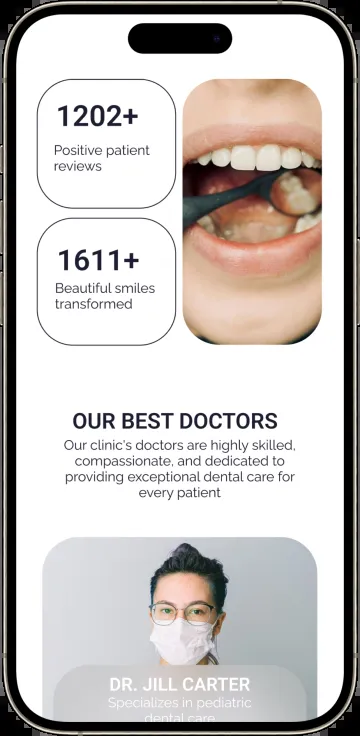 1202+
Positive patient
reviews
1611+
Beautiful smiles
transformed
OUR BEST DOCTORS
Our clinic's doctors are highly skilled,
compassionate, and dedicated to
providing exceptional dental care for
every patient
DR. JILL CARTER
Specializes in pediatric
dental care